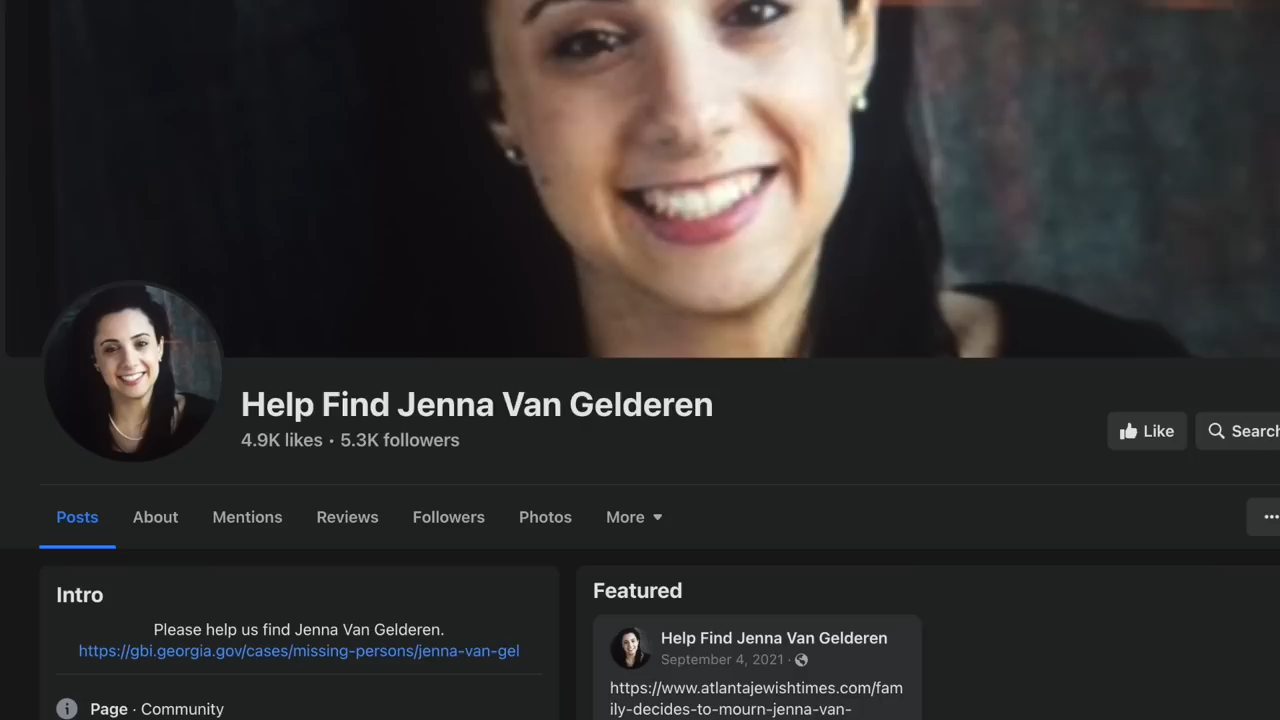 Help Find Jenna Van Gelderen
4.9K likes • 5.3K followers
Like
Search
Posts
About
Mentions
Reviews
Followers
Photos
More
Intro
Please help us find Jenna Van Gelderen.
https://gbi.georgia.gov/cases/missing-persons/jenna-van-gel
Page · Community
Featured
Help Find Jenna Van Gelderen
September 4, 2021 ·
https://www.atlantajewishtimes.com/fam
ily-decides-to-mourn-jenna-van-